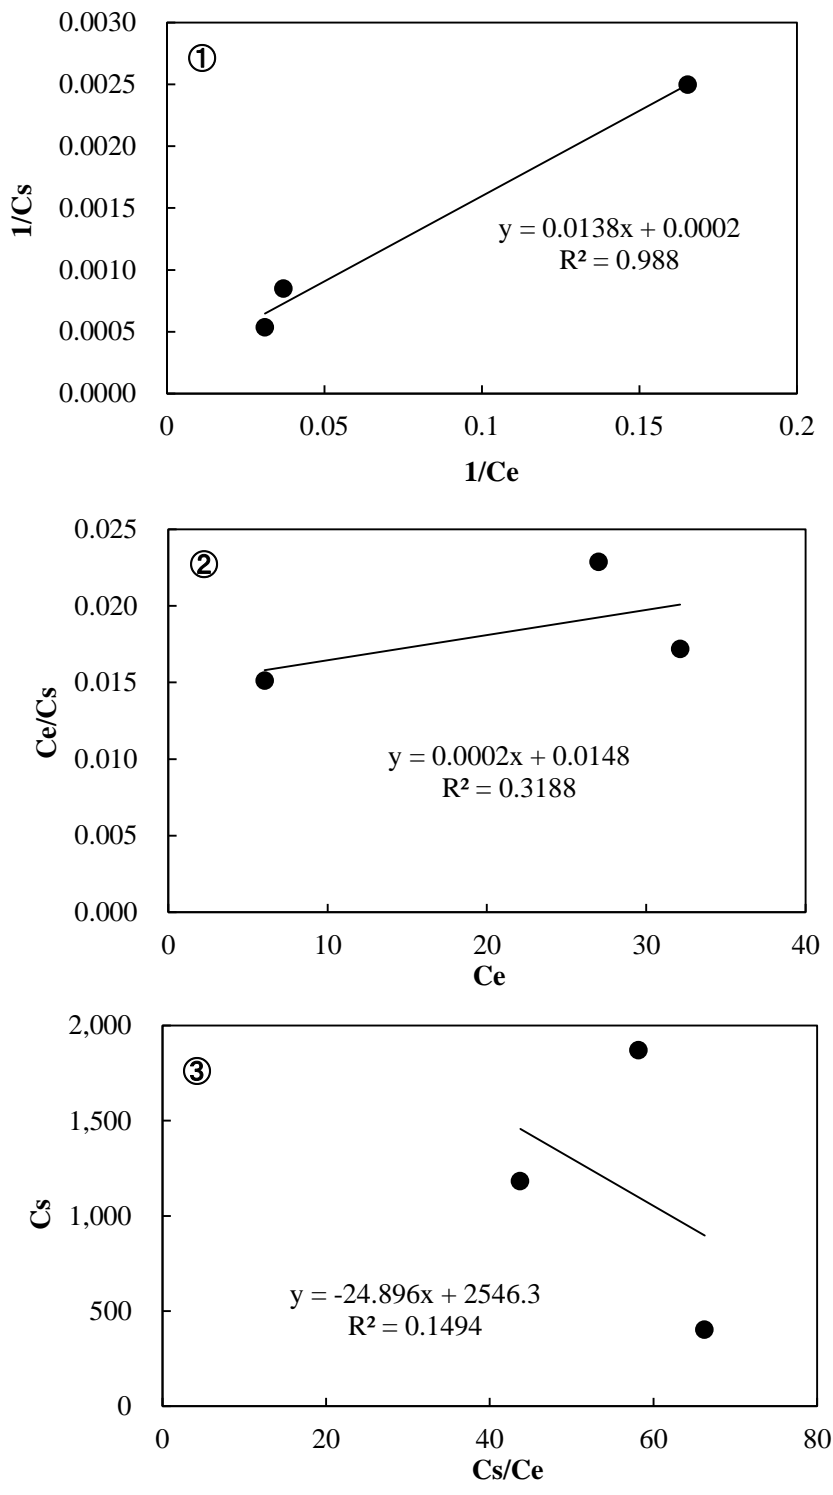 0.0030
①
0.0025
0.0020
1/Cs
0.0015
y = 0.0138x + 0.0002
R² = 0.988
0.0010
0.0005
0.0000
0 0.05 0.1 0.15 0.2
1/Ce
0.025
②
0.020
0.015
Ce/Cs
0.010
y = 0.0002x + 0.0148
R² = 0.3188
0.005
0.000
0 10 20 30 40
Ce
2,000
③
1,500
Cs
1,000
500
y = -24.896x + 2546.3
R² = 0.1494
0
0 20 40 60 80
Cs/Ce